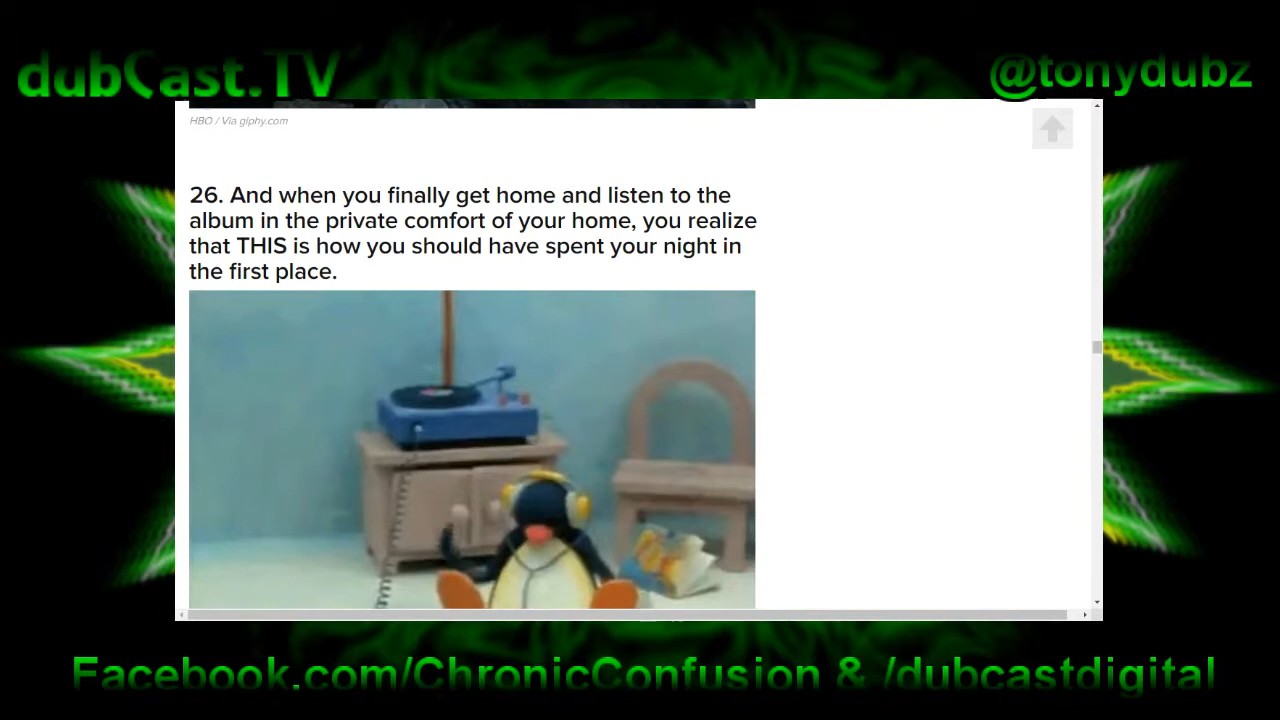 dubCast.TV
@tonydubz
HBO / Via giphy.com
26. And when you finally get home and listen to the
album in the private comfort of your home, you realize
that THIS is how you should have spent your night in
the first place.
Facebook.com/ChronicConfusion & /dubcastdigital